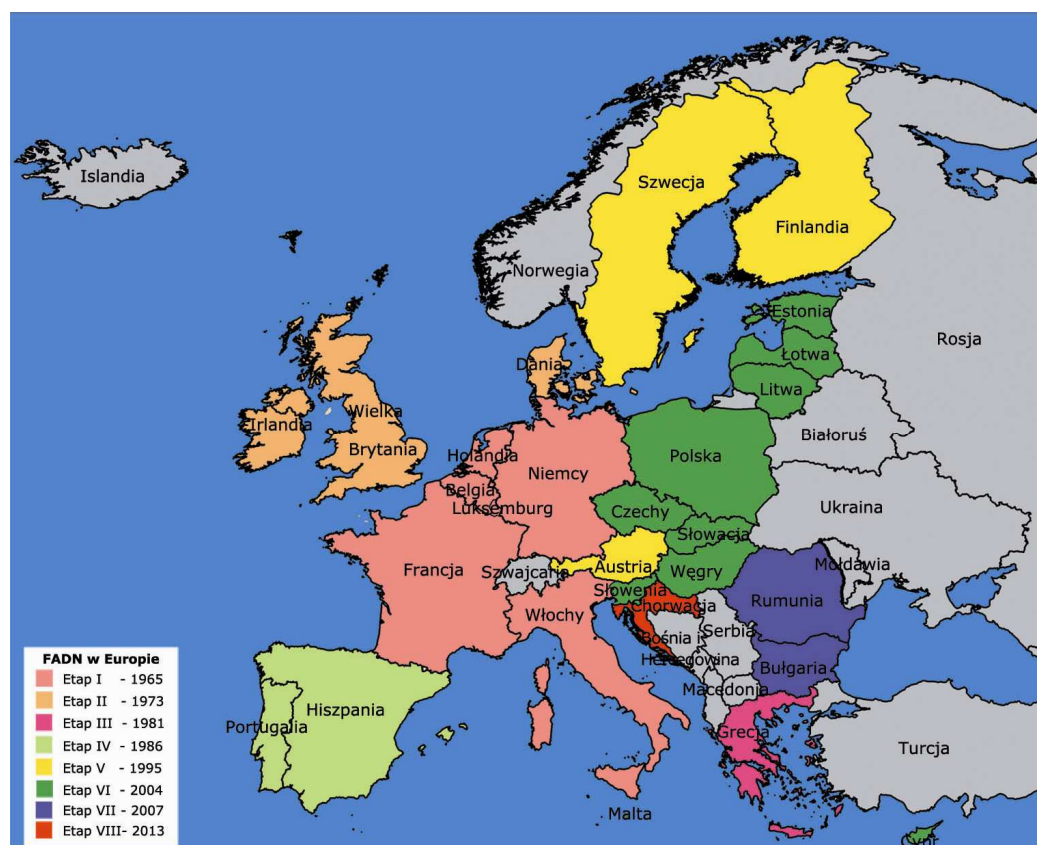 Islandia
Szwecja
Finlandia
Norwegia
Estonia
Rosja
Łotwa
Dania
Litwa
Wielka
Irlandia
Białoruś
Brytania
Holandia
Polska
Niemcy
Belgia
Luksemburg
Ukraina
Czechy
Słowacja
Mołdawia
Francja
Szwajcaria
Austria
Węgry
Słowenia
Rumunia
Chorwacja
Włochy
Serbia
Bośnia i
Hercegowina
Bułgaria
Macedonia
Hiszpania
Portugalia
Grecja
Turcja
Malta
Cypr
FADN w Europie
Etap I - 1965
Etap II - 1973
Etap III - 1981
Etap IV - 1986
Etap V - 1995
Etap VI - 2004
Etap VII - 2007
Etap VIII- 2013